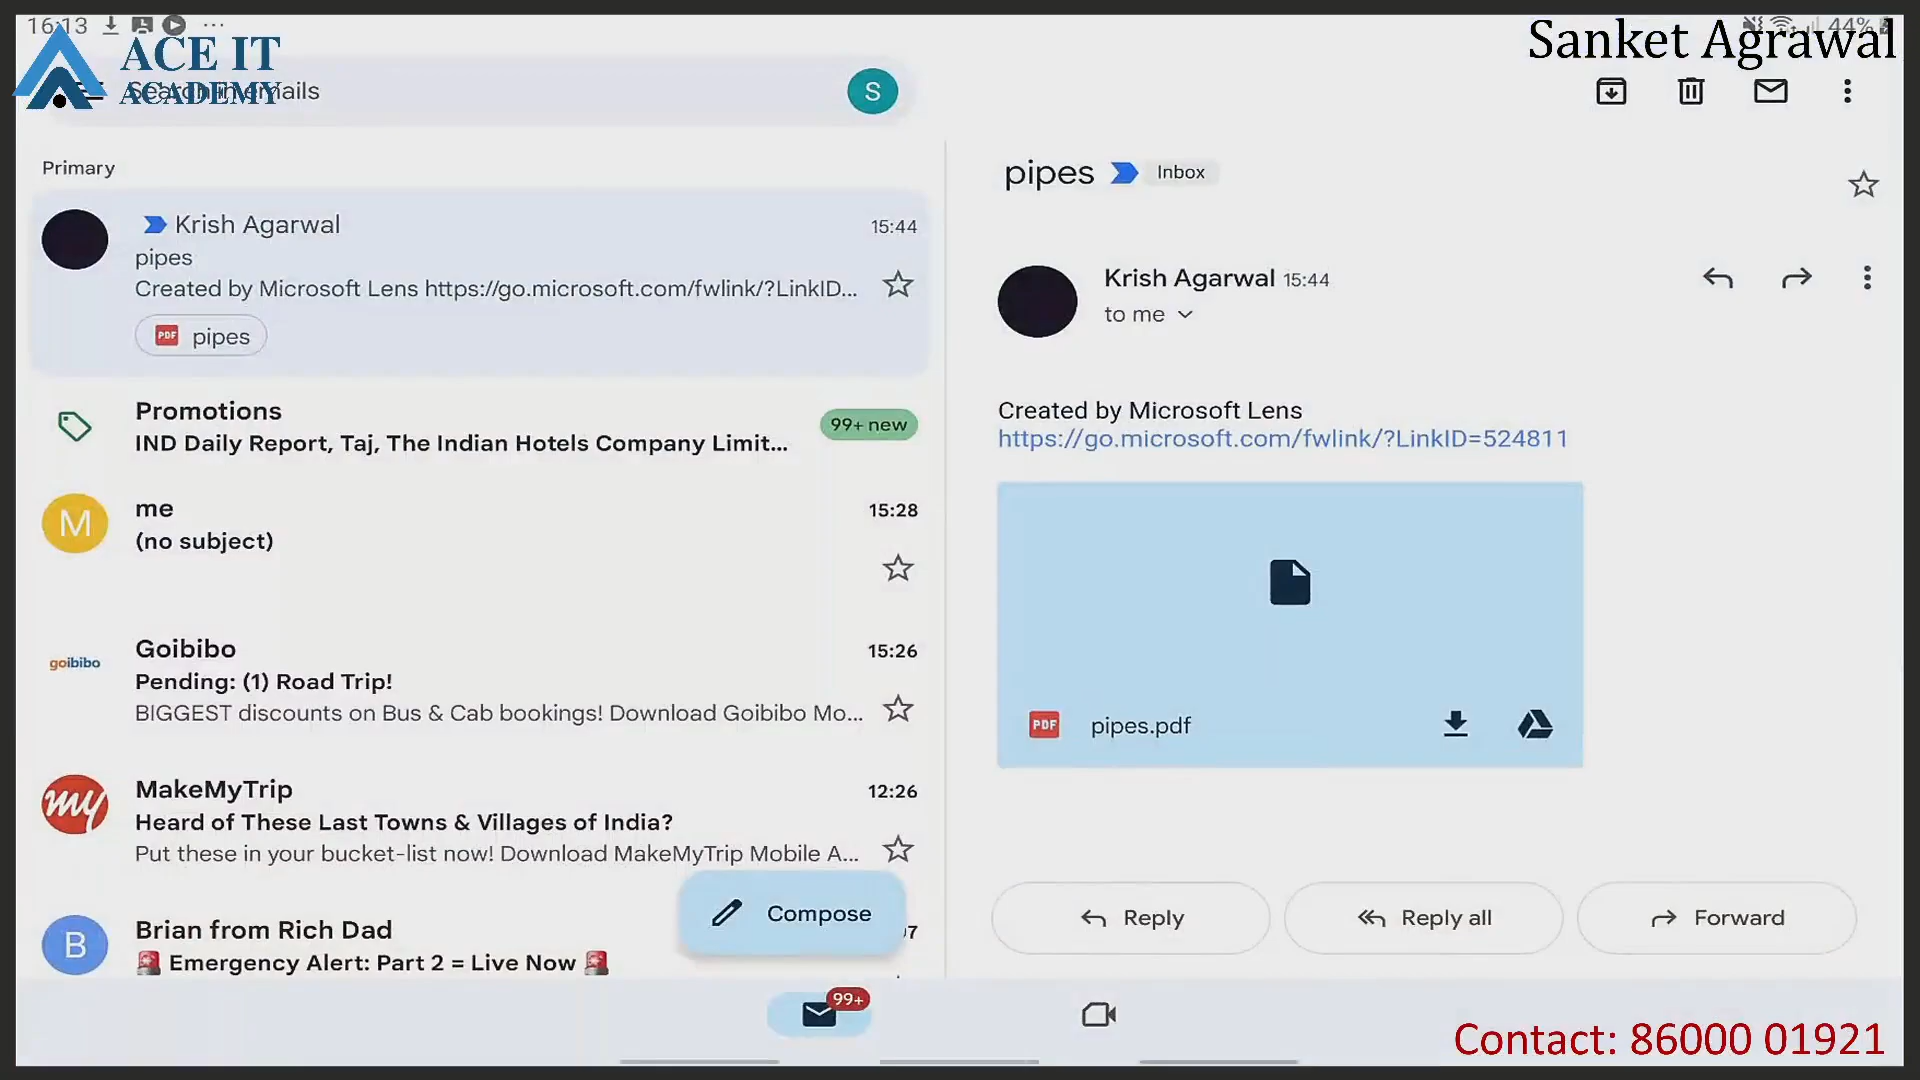 16:13
44%
ACE IT
ACADEMY
Sanket Agrawal
Search in emails
S
Primary
Krish Agarwal
15:44
pipes
Created by Microsoft Lens https://go.microsoft.com/fwlink/?LinkID...
PDF pipes
Promotions
99+ new
IND Daily Report, Taj, The Indian Hotels Company Limit...
M
me
15:28
(no subject)
goibibo
Goibibo
15:26
Pending: (1) Road Trip!
BIGGEST discounts on Bus & Cab bookings! Download Goibibo Mo...
my
MakeMyTrip
12:26
Heard of These Last Towns & Villages of India?
Put these in your bucket-list now! Download MakeMyTrip Mobile A...
B
Brian from Rich Dad
Emergency Alert: Part 2 = Live Now
Compose
99+
pipes
Inbox
Krish Agarwal 15:44
to me
Created by Microsoft Lens
https://go.microsoft.com/fwlink/?LinkID=524811
PDF pipes.pdf
Reply
Reply all
Forward
Contact: 86000 01921